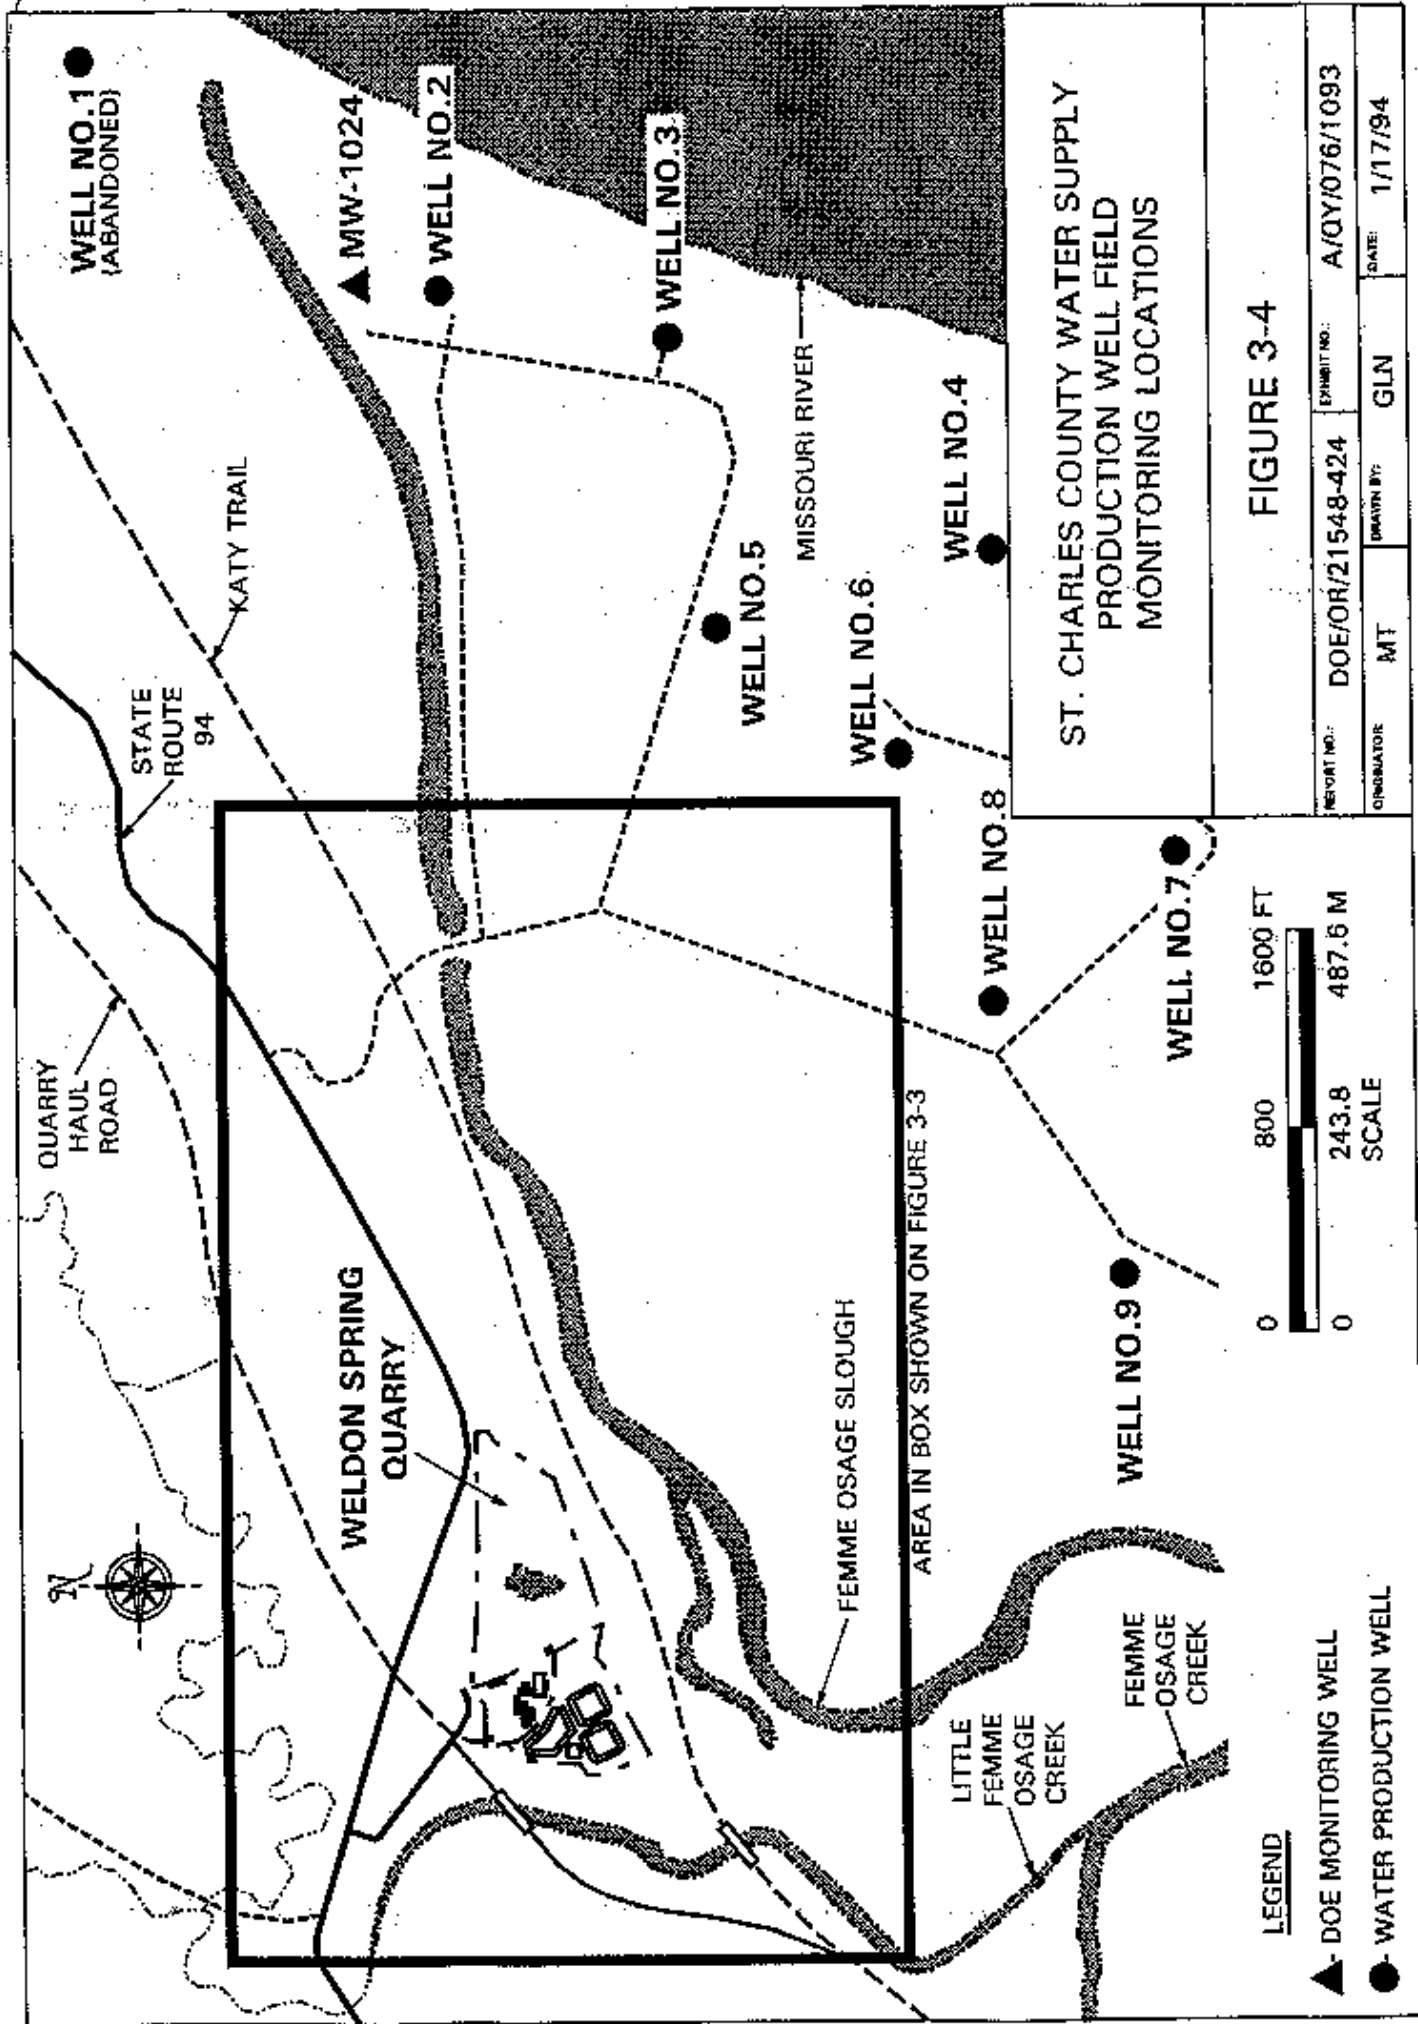 WELL NO.1
(ABANDONED)
MW-1024
WELL NO.2
WELL NO.3
KATY TRAIL
STATE
ROUTE
94
MISSOURI RIVER
WELL NO.4
WELL NO.5
WELL NO.6
QUARRY
HAUL
ROAD
WELL NO.8
WELL NO.7
N
WELDON SPRING
QUARRY
FEMME OSAGE SLOUGH
AREA IN BOX SHOWN ON FIGURE 3-3
WELL NO.9
LITTLE
FEMME
OSAGE
CREEK
FEMME
OSAGE
CREEK
0 800 1600 FT
0 243.8 487.6 M
SCALE
LEGEND
- DOE MONITORING WELL
- WATER PRODUCTION WELL
ST. CHARLES COUNTY WATER SUPPLY
PRODUCTION WELL FIELD
MONITORING LOCATIONS
FIGURE 3-4
REPORT NO.: DOE/OR/21548-424 EXHIBIT NO.: A/QY/076/1093
ORIGINATOR: MT DRAWN BY: GLN DATE: 1/17/94